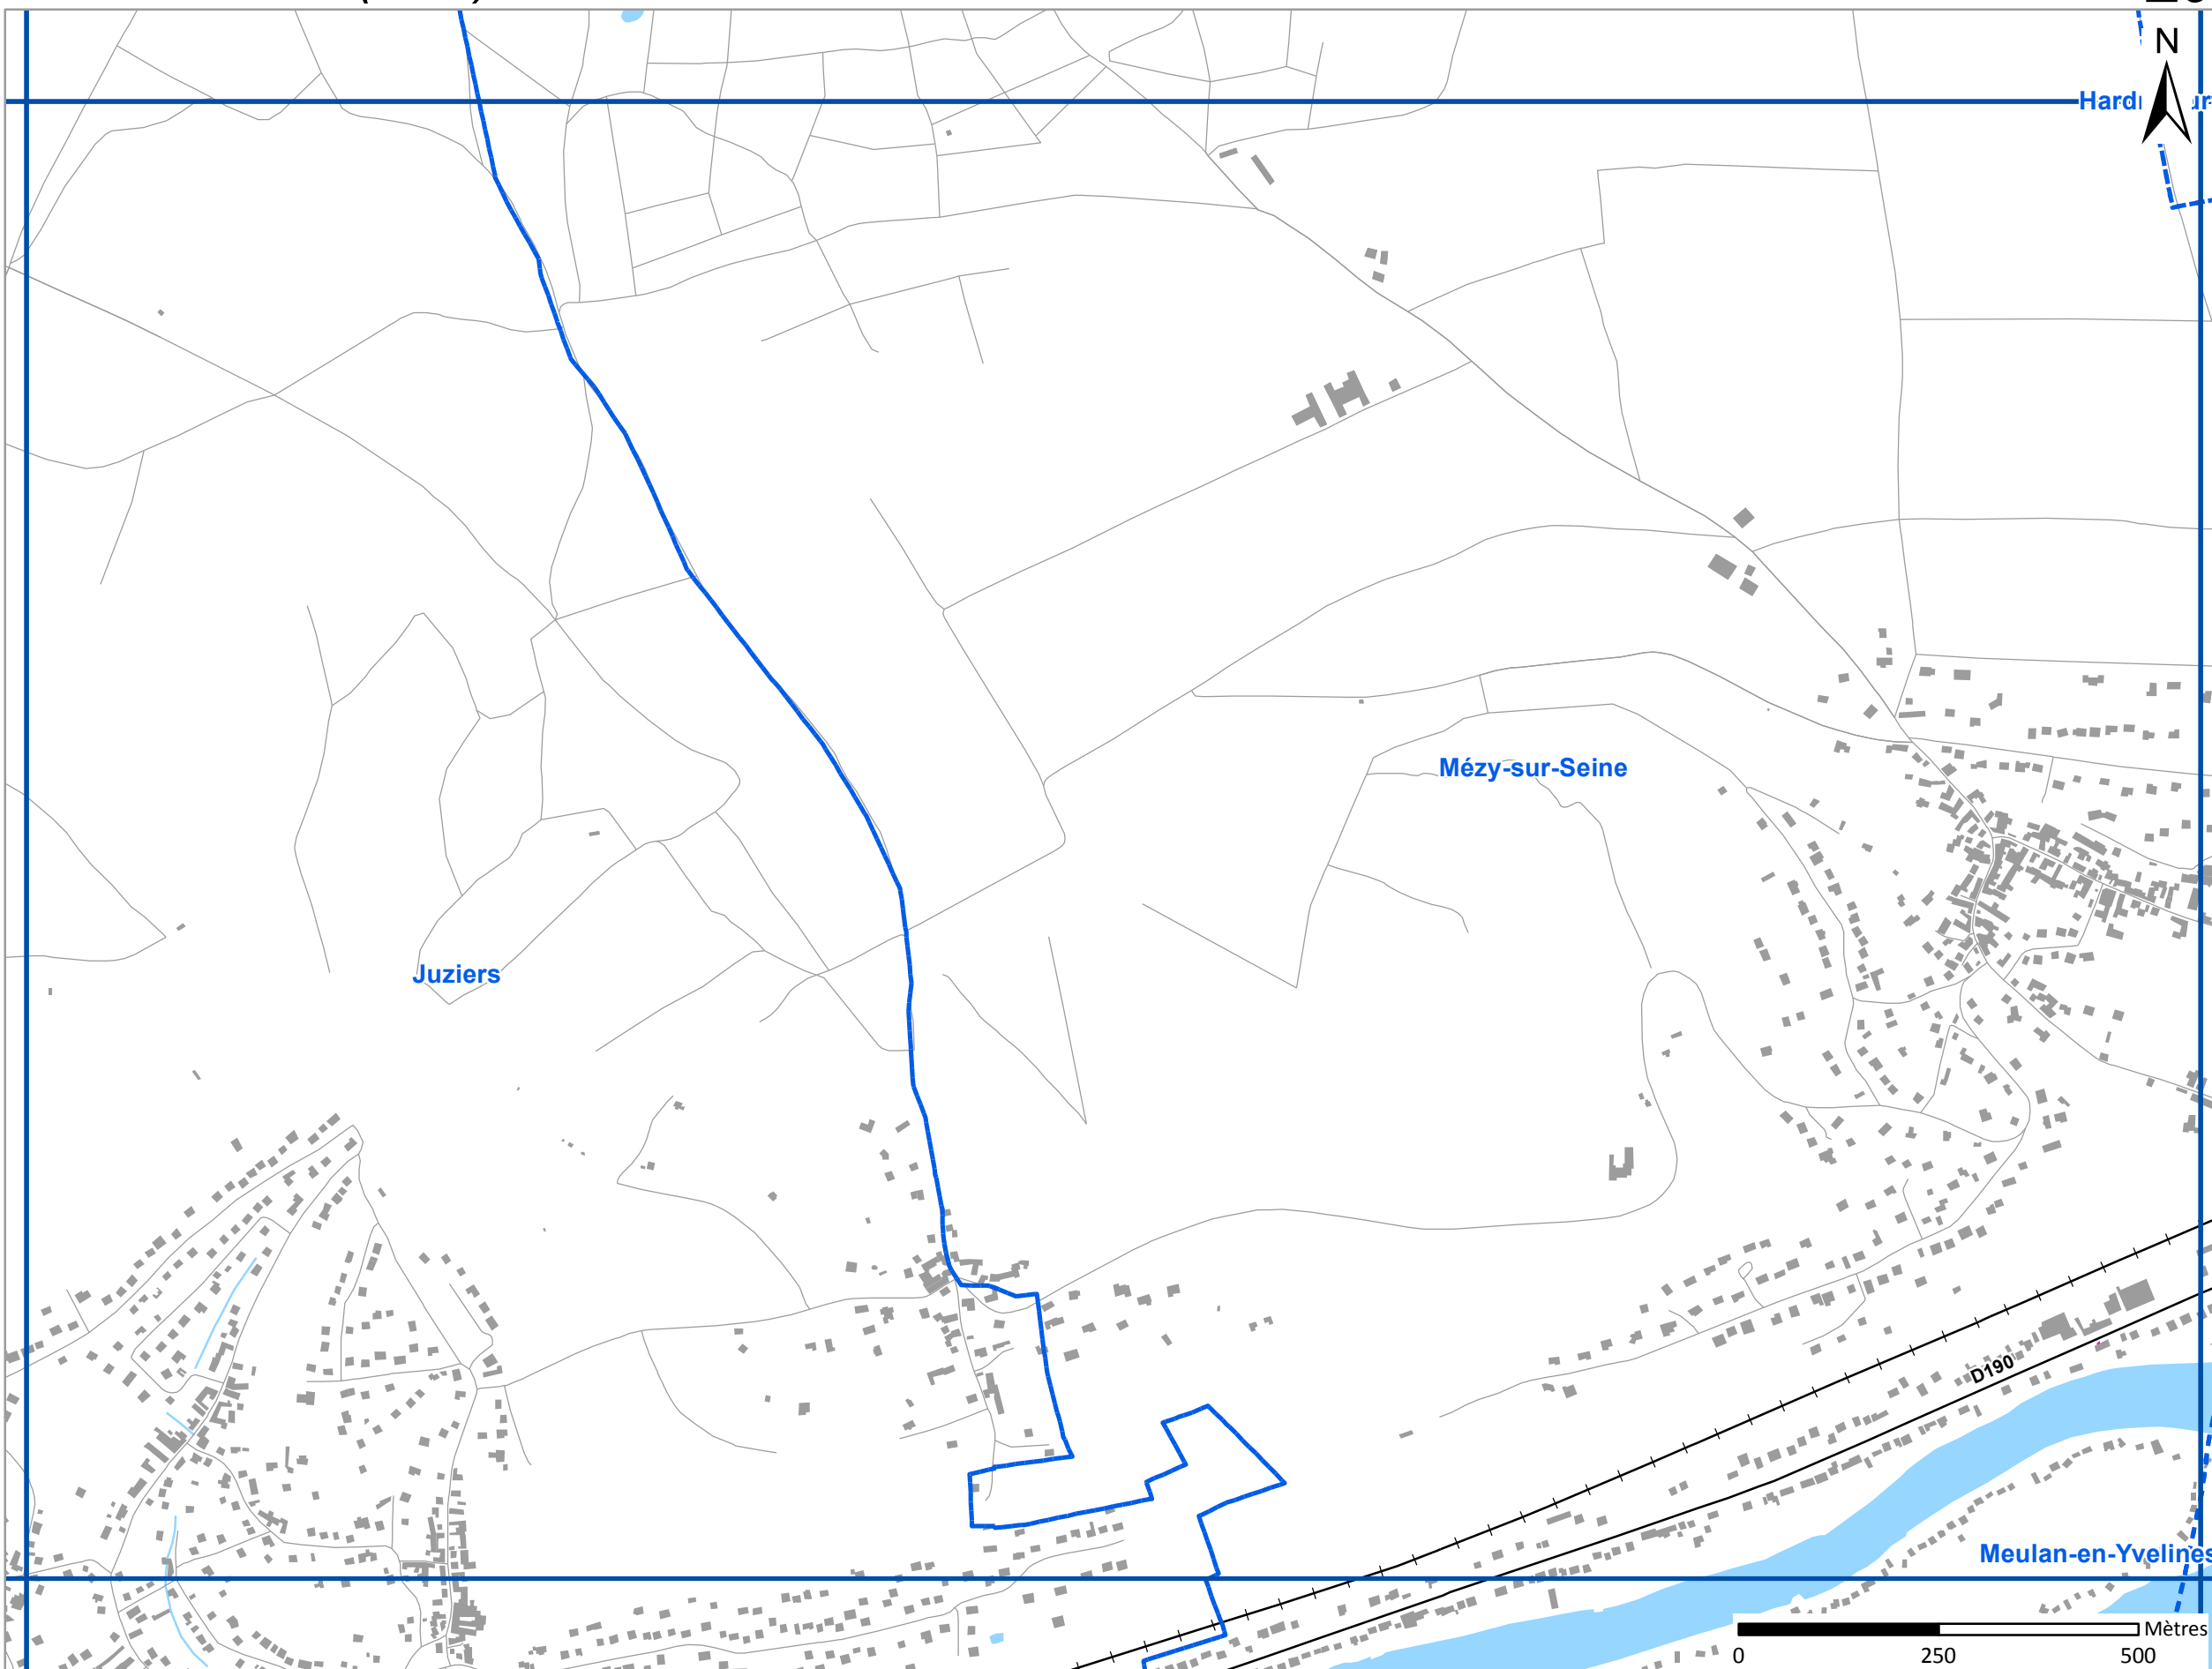 N
Mézy-sur-Seine
Juziers
D190
Meulan-en-Yvelines
Mètres
0 250 500